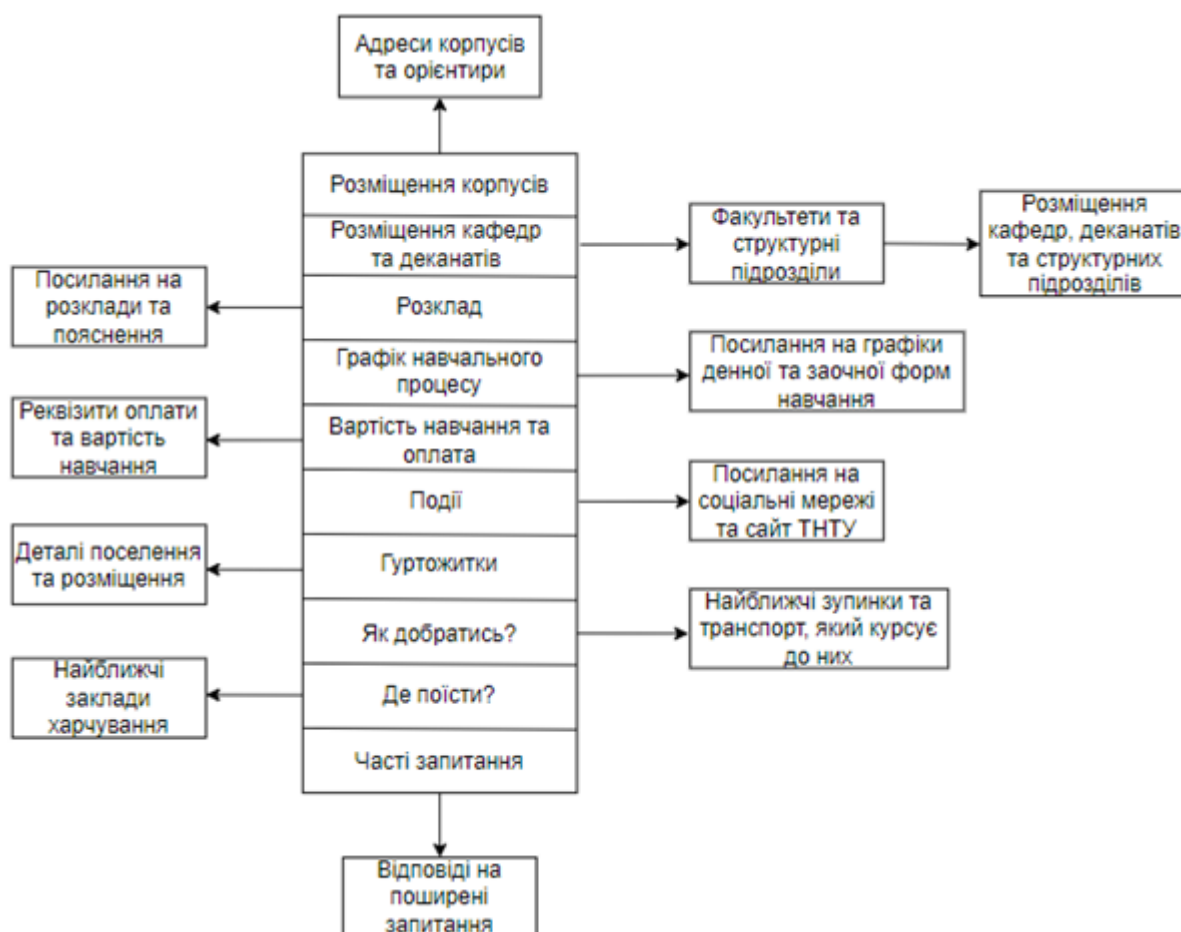 Адреси корпусів
та орієнтири
Розміщення корпусів
Розміщення кафедр
та деканатів
Факультети та
структурні
підрозділи
Розміщення
кафедр, деканатів
та структурних
підрозділів
Посилання на
розклади та
пояснення
Розклад
Графік навчального
процесу
Посилання на графіки
денної та заочної форм
навчання
Реквізити оплати
та вартість
навчання
Вартість навчання та
оплата
Події
Посилання на
соціальні мережі
та сайт ТНТУ
Деталі поселення
та розміщення
Гуртожитки
Як добратись?
Найближчі зупинки та
транспорт, який курсує
до них
Найближчі
заклади
харчування
Де поїсти?
Часті запитання
Відповіді на
поширені
запитання